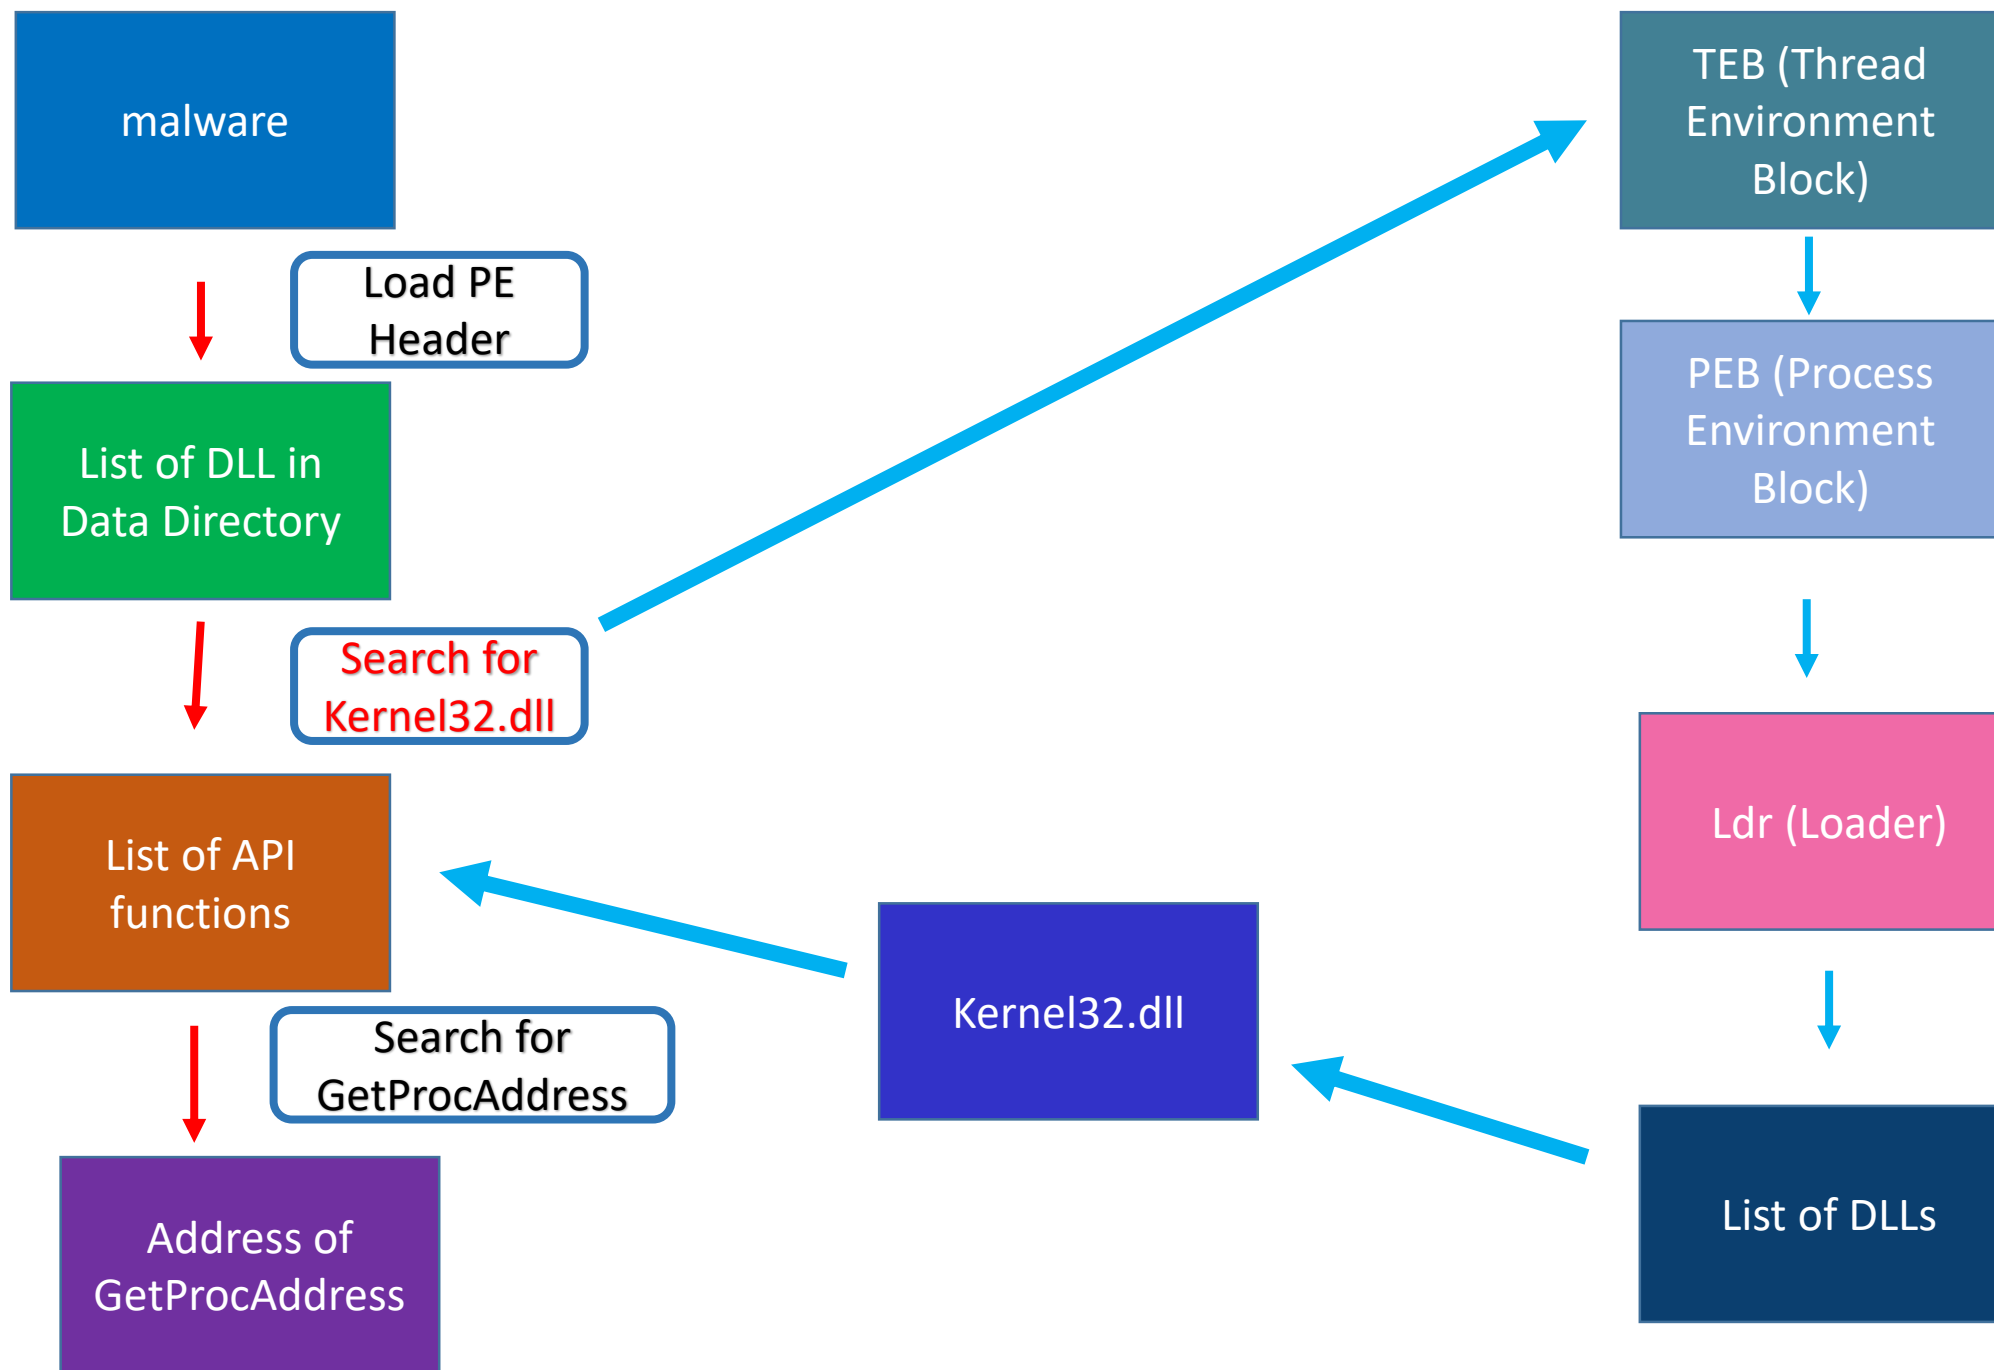 malware
Load PE
Header
List of DLL in
Data Directory
Search for
Kernel32.dll
List of API
functions
Search for
GetProcAddress
Address of
GetProcAddress
TEB (Thread
Environment
Block)
PEB (Process
Environment
Block)
Ldr (Loader)
List of DLLs
Kernel32.dll